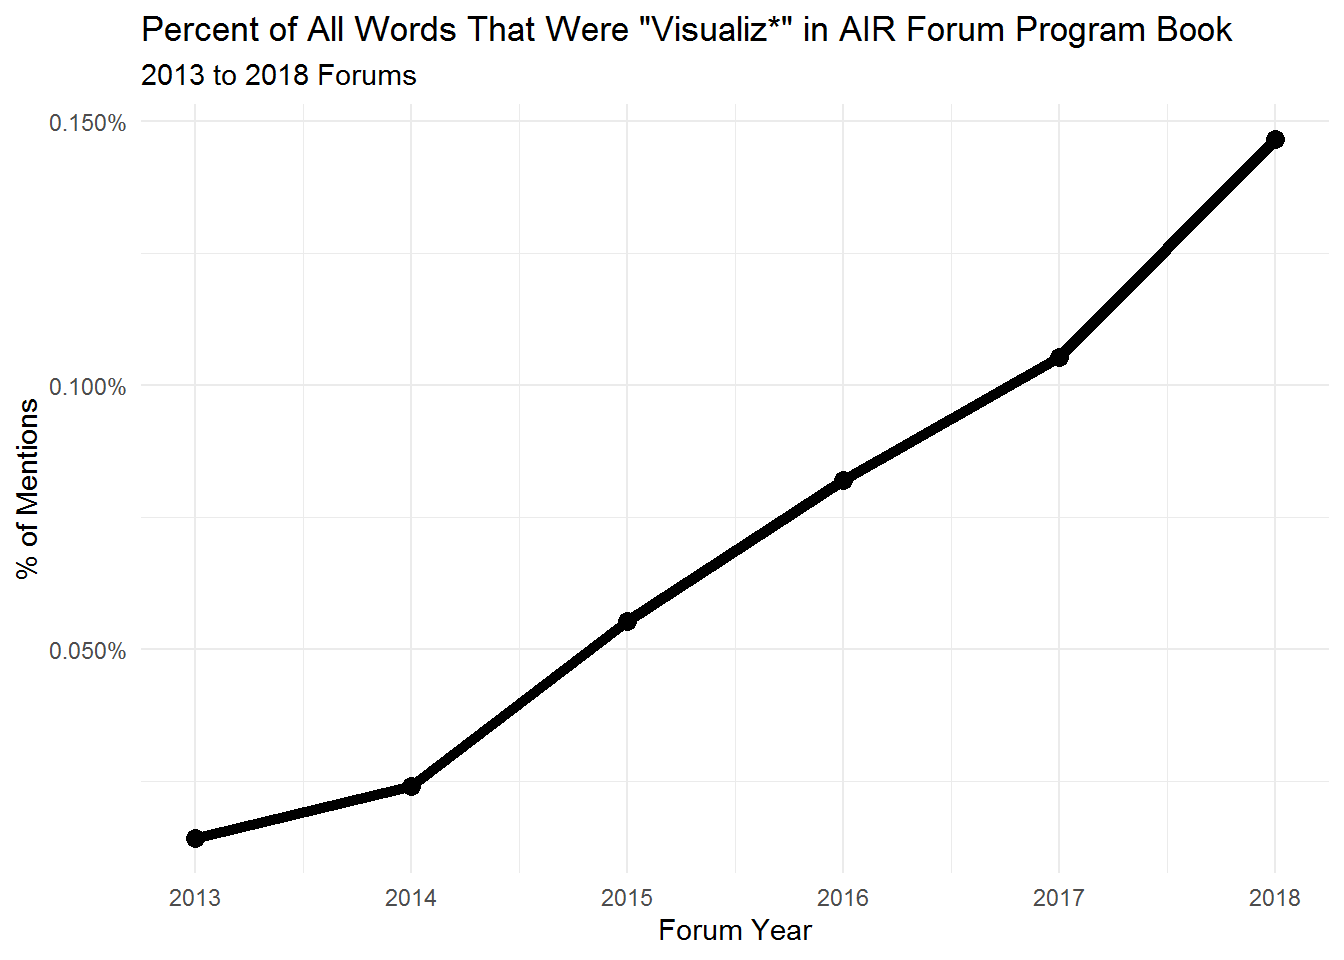 Percent of All Words That Were "Visualiz*" in AIR Forum Program Book
2013 to 2018 Forums
0.150%
0.100%
0.050%
% of Mentions
2013 2014 2015 2016 2017 2018
Forum Year